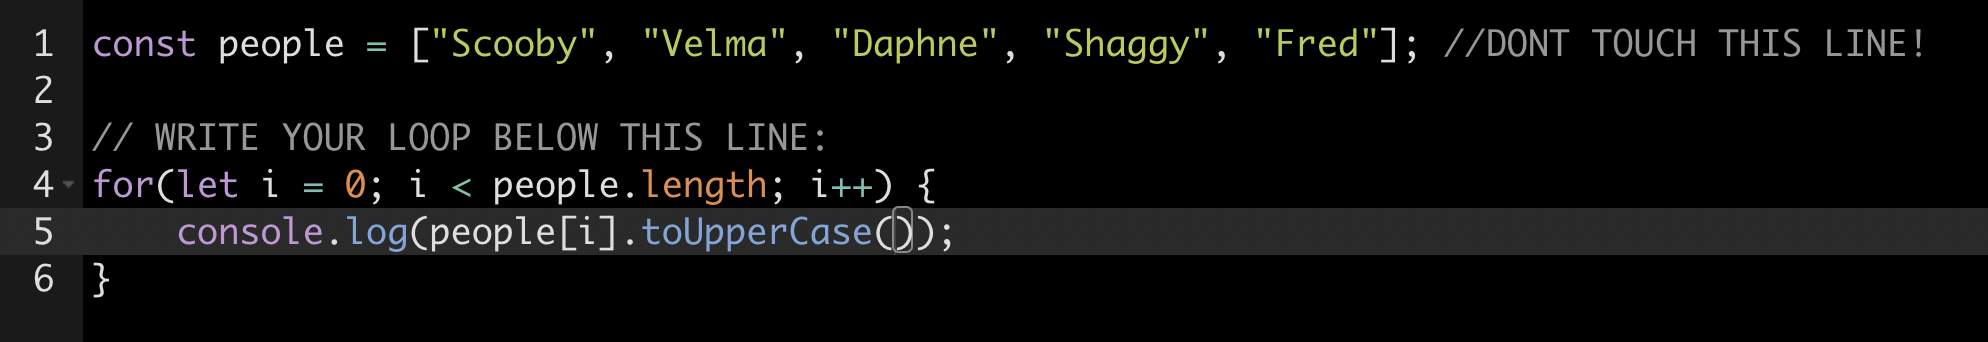 1 const people = ["Scooby", "Velma", "Daphne", "Shaggy", "Fred"]; //DONT TOUCH THIS LINE!
2
3 // WRITE YOUR LOOP BELOW THIS LINE:
4 for(let i = 0; i < people.length; i++) {
5     console.log(people[i].toUpperCase());
6 }